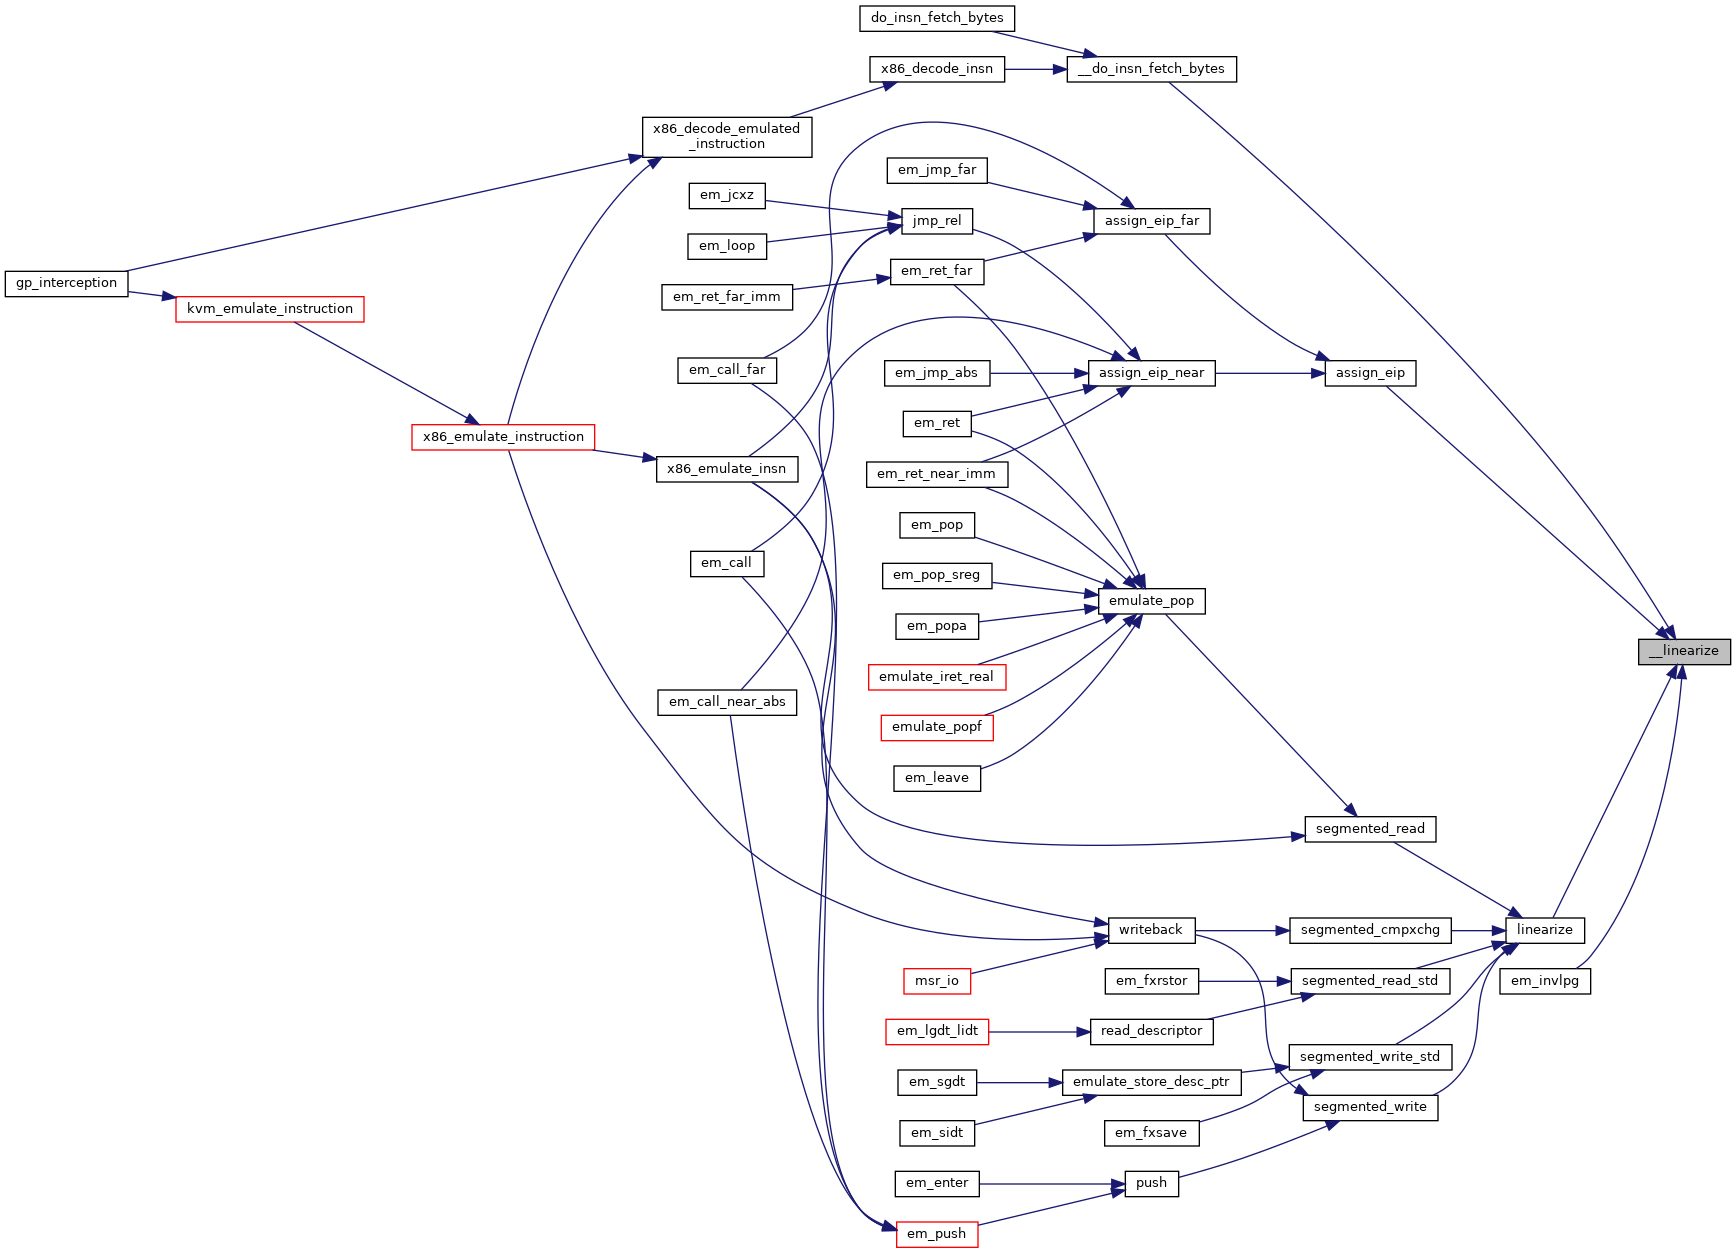 do_insn_fetch_bytes
x86_decode_insn
__do_insn_fetch_bytes
x86_decode_emulated
_instruction
em_jmp_far
em_jcxz
jmp_rel
assign_eip_far
em_loop
em_ret_far
gp_interception
em_ret_far_imm
kvm_emulate_instruction
em_call_far
em_jmp_abs
assign_eip_near
assign_eip
em_ret
x86_emulate_instruction
x86_emulate_insn
em_ret_near_imm
em_pop
em_call
em_pop_sreg
emulate_pop
em_popa
__linearize
emulate_iret_real
em_call_near_abs
emulate_popf
em_leave
segmented_read
writeback
segmented_cmpxchg
linearize
msr_io
em_fxrstor
segmented_read_std
em_invlpg
em_lgdt_lidt
read_descriptor
segmented_write_std
em_sgdt
emulate_store_desc_ptr
segmented_write
em_sidt
em_fxsave
em_enter
push
em_push